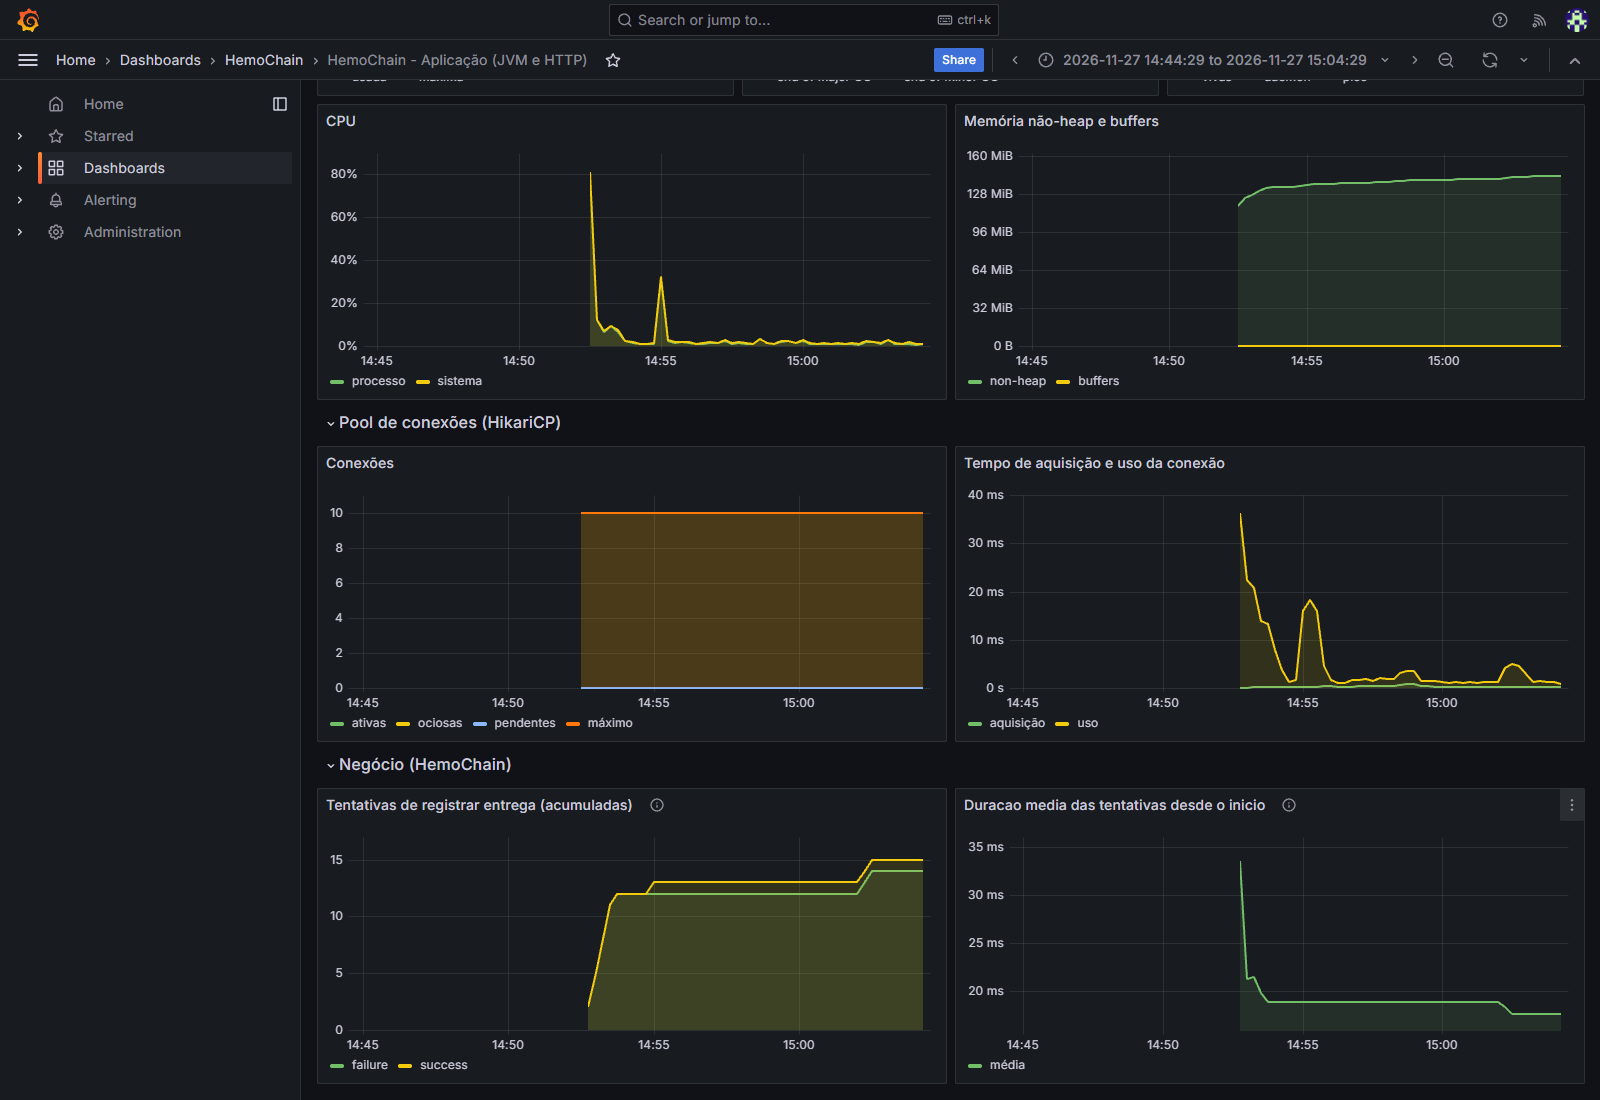 Search or jump to...
ctrl+k
Home
Dashboards
HemoChain
HemoChain - Aplicação (JVM e HTTP)
Share
2026-11-27 14:44:29 to 2026-11-27 15:04:29
Home
Starred
Dashboards
Alerting
Administration
CPU
80%
60%
40%
20%
0%
14:45
14:50
14:55
15:00
processo
sistema
Memória não-heap e buffers
160 MiB
128 MiB
96 MiB
64 MiB
32 MiB
0 B
14:45
14:50
14:55
15:00
non-heap
buffers
Pool de conexões (HikariCP)
Conexões
10
8
6
4
2
0
14:45
14:50
14:55
15:00
ativas
ociosas
pendentes
máximo
Tempo de aquisição e uso da conexão
40 ms
30 ms
20 ms
10 ms
0 s
14:45
14:50
14:55
15:00
aquisição
uso
Negócio (HemoChain)
Tentativas de registrar entrega (acumuladas)
15
10
5
0
14:45
14:50
14:55
15:00
failure
success
Duracao media das tentativas desde o inicio
35 ms
30 ms
25 ms
20 ms
14:45
14:50
14:55
15:00
média